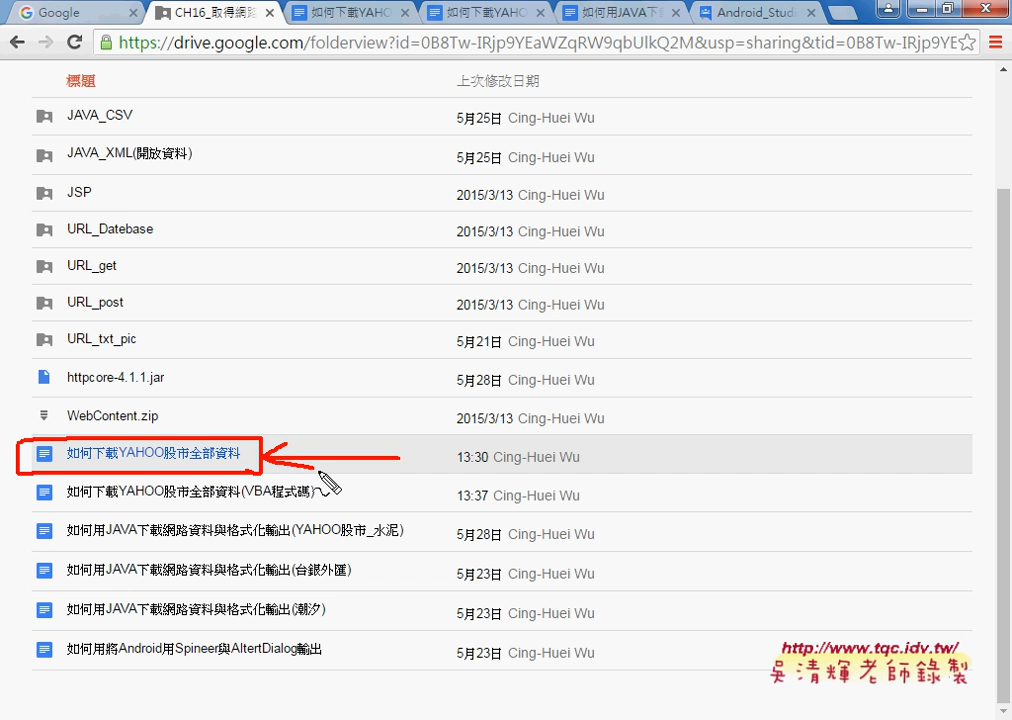 Google
CH16_取得網路
如何下載YAHO
如何下載YAHO
如何用JAVA下
Android_Stud
https://drive.google.com/folderview?id=0B8Tw-IRjp9YEaWZqRW9qbUlkQ2M&usp=sharing&tid=0B8Tw-IRjp9YE
標題 上次修改日期
JAVA_CSV 5月25日 Cing-Huei Wu
JAVA_XML(開放資料) 5月25日 Cing-Huei Wu
JSP 2015/3/13 Cing-Huei Wu
URL_Datebase 2015/3/13 Cing-Huei Wu
URL_get 2015/3/13 Cing-Huei Wu
URL_post 2015/3/13 Cing-Huei Wu
URL_txt_pic 5月21日 Cing-Huei Wu
httpcore-4.1.1.jar 5月28日 Cing-Huei Wu
WebContent.zip 2015/3/13 Cing-Huei Wu
如何下載YAHOO股市全部資料 13:30 Cing-Huei Wu
如何下載YAHOO股市全部資料(VBA程式碼) 13:37 Cing-Huei Wu
如何用JAVA下載網路資料與格式化輸出(YAHOO股市_水泥) 5月28日 Cing-Huei Wu
如何用JAVA下載網路資料與格式化輸出(台銀外匯) 5月23日 Cing-Huei Wu
如何用JAVA下載網路資料與格式化輸出(潮汐) 5月23日 Cing-Huei Wu
如何用將Android用Spineer與AltertDialog輸出 5月23日 Cing-Huei Wu
http://www.tqc.idv.tw/
吳清輝老師錄製